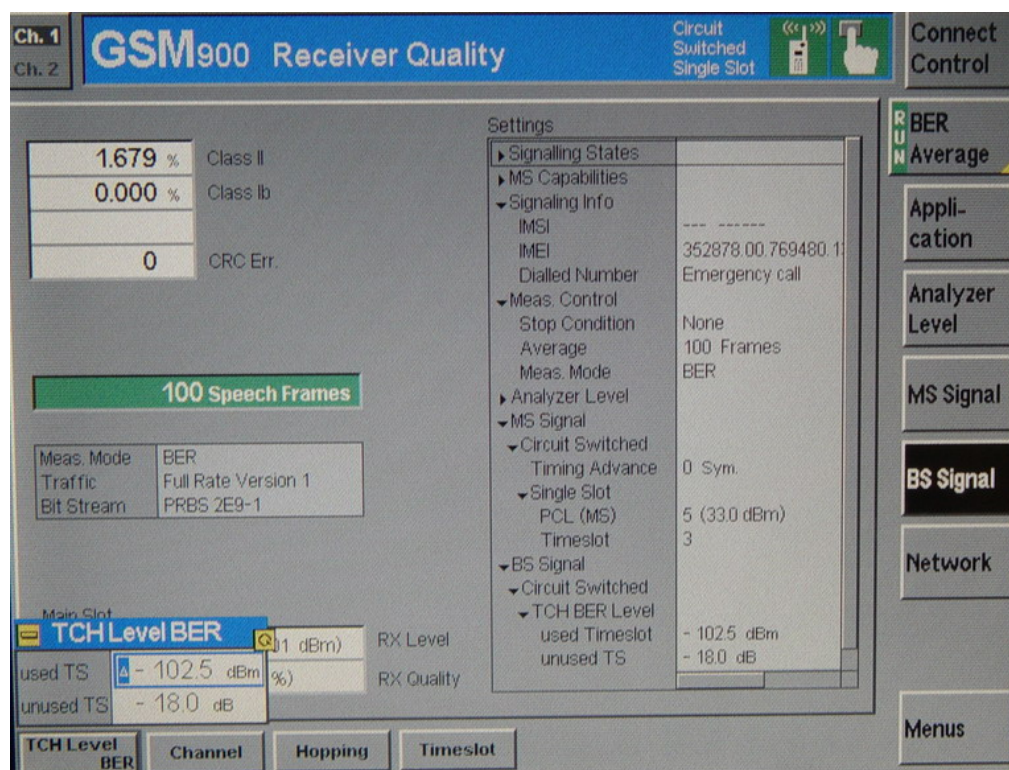 Ch. 1
Ch. 2
GSM900 Receiver Quality
Circuit
Switched
Single Slot
Connect
Control
1.679 % Class II
0.000 % Class Ib
0 CRC Err.
100 Speech Frames
Meas. Mode BER
Traffic Full Rate Version 1
Bit Stream PRBS 2E9-1
Main Slot
TCH Level BER
used TS - 102.5 dBm
unused TS - 18.0 dB
dBm) RX Level
%) RX Quality
Settings
Signalling States
MS Capabilities
Signaling Info
IMSI --- ------
IMEI 352878.00.769480.1
Dialled Number Emergency call
Meas. Control
Stop Condition None
Average 100 Frames
Meas. Mode BER
Analyzer Level
MS Signal
Circuit Switched
Timing Advance 0 Sym.
Single Slot
PCL (MS) 5 (33.0 dBm)
Timeslot 3
BS Signal
Circuit Switched
TCH BER Level
used Timeslot - 102.5 dBm
unused TS - 18.0 dB
RUN
BER
Average
Appli-
cation
Analyzer
Level
MS Signal
BS Signal
Network
Menus
TCH Level
BER
Channel
Hopping
Timeslot